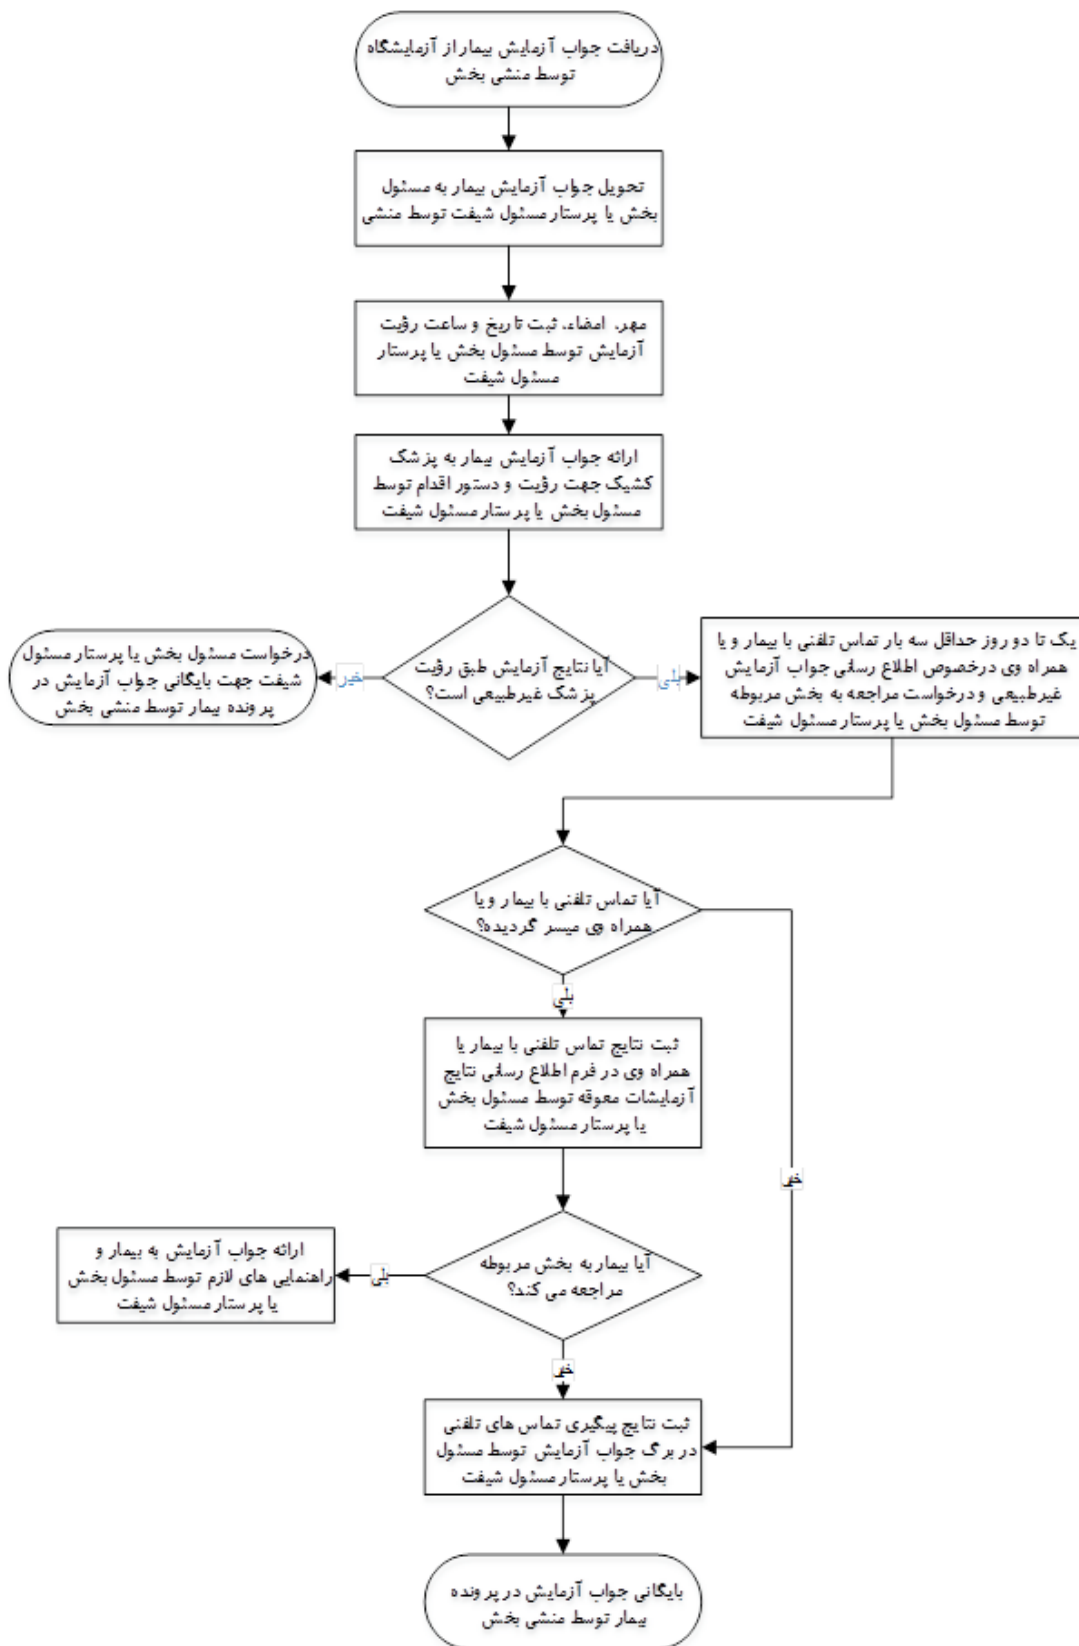 دریافت جواب آزمایش بیمار از آزمایشگاه
توسط منشی بخش
تحویل جواب آزمایش بیمار به مسئول
بخش یا پرستار مسئول شیفت توسط منشی
مهر، امضاء، ثبت تاریخ و ساعت رؤیت
آزمایش توسط مسئول بخش یا پرستار
مسئول شیفت
ارائه جواب آزمایش بیمار به پزشک
کشیک جهت رؤیت و دستور اقدام توسط
مسئول بخش یا پرستار مسئول شیفت
آیا نتایج آزمایش طبق رؤیت
پزشک غیرطبیعی است؟
بلی
یک تا دو روز حداقل سه بار تماس تلفنی با بیمار و یا
همراه وی درخصوص اطلاع رسانی جواب آزمایش
غیرطبیعی و درخواست مراجعه به بخش مربوطه
توسط مسئول بخش یا پرستار مسئول شیفت
خیر
درخواست مسئول بخش یا پرستار مسئول
شیفت جهت بایگانی جواب آزمایش در
پرونده بیمار توسط منشی بخش
آیا تماس تلفنی با بیمار و یا
همراه وی میسر گردیده؟
بلی
ثبت نتایج تماس تلفنی با بیمار یا
همراه وی در فرم اطلاع رسانی نتایج
آزمایشات معوقه توسط مسئول بخش
یا پرستار مسئول شیفت
خیر
آیا بیمار به بخش مربوطه
مراجعه می کند؟
بلی
ارائه جواب آزمایش به بیمار و
راهنمایی های لازم توسط مسئول بخش
یا پرستار مسئول شیفت
خیر
ثبت نتایج پیگیری تماس های تلفنی
در برگ جواب آزمایش توسط مسئول
بخش یا پرستار مسئول شیفت
بایگانی جواب آزمایش در پرونده
بیمار توسط منشی بخش